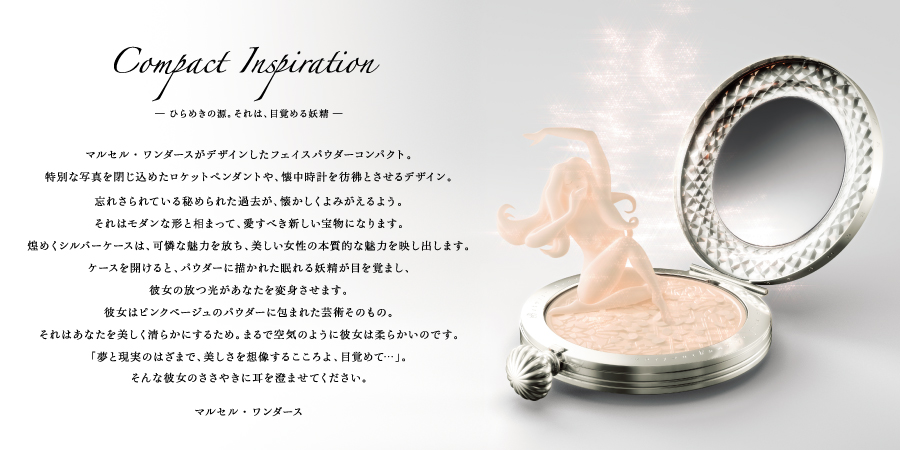 Compact Inspiration
― ひらめきの源。それは、目覚める妖精 ―
マルセル・ワンダースがデザインしたフェイスパウダーコンパクト。
特別な写真を閉じ込めたロケットペンダントや、懐中時計を彷彿とさせるデザイン。
忘れさられている秘められた過去が、懐かしくよみがえるよう。
それはモダンな形と相まって、愛すべき新しい宝物になります。
煌めくシルバーケースは、可憐な魅力を放ち、美しい女性の本質的な魅力を映し出します。
ケースを開けると、パウダーに描かれた眠れる妖精が目を覚まし、
彼女の放つ光があなたを変身させます。
彼女はピンクベージュのパウダーに包まれた芸術そのもの。
それはあなたを美しく清らかにするため。まるで空気のように彼女は柔らかいのです。
「夢と現実のはざまで、美しさを想像するこころよ、目覚めて…」。
そんな彼女のささやきに耳を澄ませてください。
マルセル・ワンダース